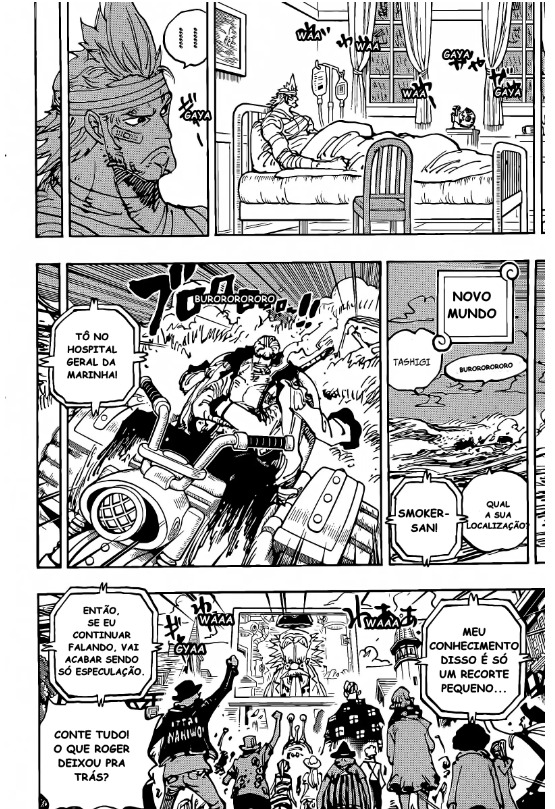 WAA
WAA
GAYA
WAA
GAYA
GAYA
NOVO
MUNDO
TASHIGI
BURORORORORO
QUAL
A SUA
LOCALIZAÇÃO?
SMOKER-
SAN!
BURORORORORO
TÔ NO
HOSPITAL
GERAL DA
MARINHA!
MEU
CONHECIMENTO
DISSO É SÓ
UM RECORTE
PEQUENO...
WAAA
WAAA
GYAA
ENTÃO,
SE EU
CONTINUAR
FALANDO, VAI
ACABAR SENDO
SÓ ESPECULAÇÃO.
CONTE TUDO!
O QUE ROGER
DEIXOU PRA
TRÁS?